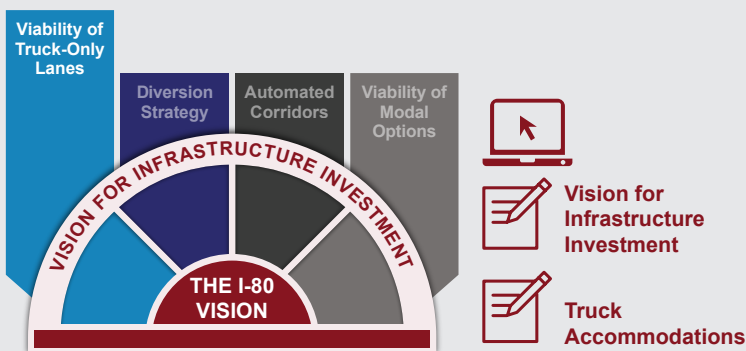 Viability of
Truck-Only
Lanes
Diversion
Strategy
Automated
Corridors
Viability of
Modal
Options
VISION FOR INFRASTRUCTURE INVESTMENT
THE I-80
VISION
Vision for
Infrastructure
Investment
Truck
Accommodations